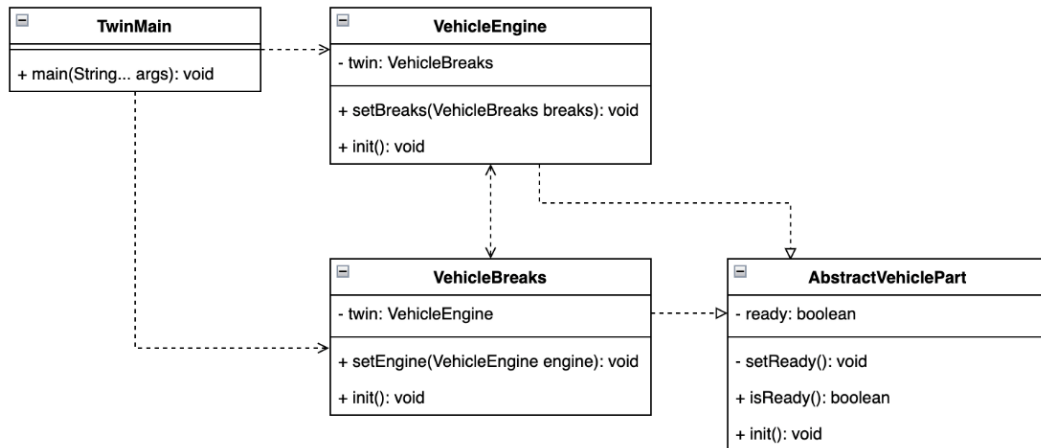 TwinMain
+ main(String... args): void
VehicleEngine
- twin: VehicleBreaks
+ setBreaks(VehicleBreaks breaks): void
+ init(): void
VehicleBreaks
- twin: VehicleEngine
+ setEngine(VehicleEngine engine): void
+ init(): void
AbstractVehiclePart
- ready: boolean
- setReady(): void
+ isReady(): boolean
+ init(): void